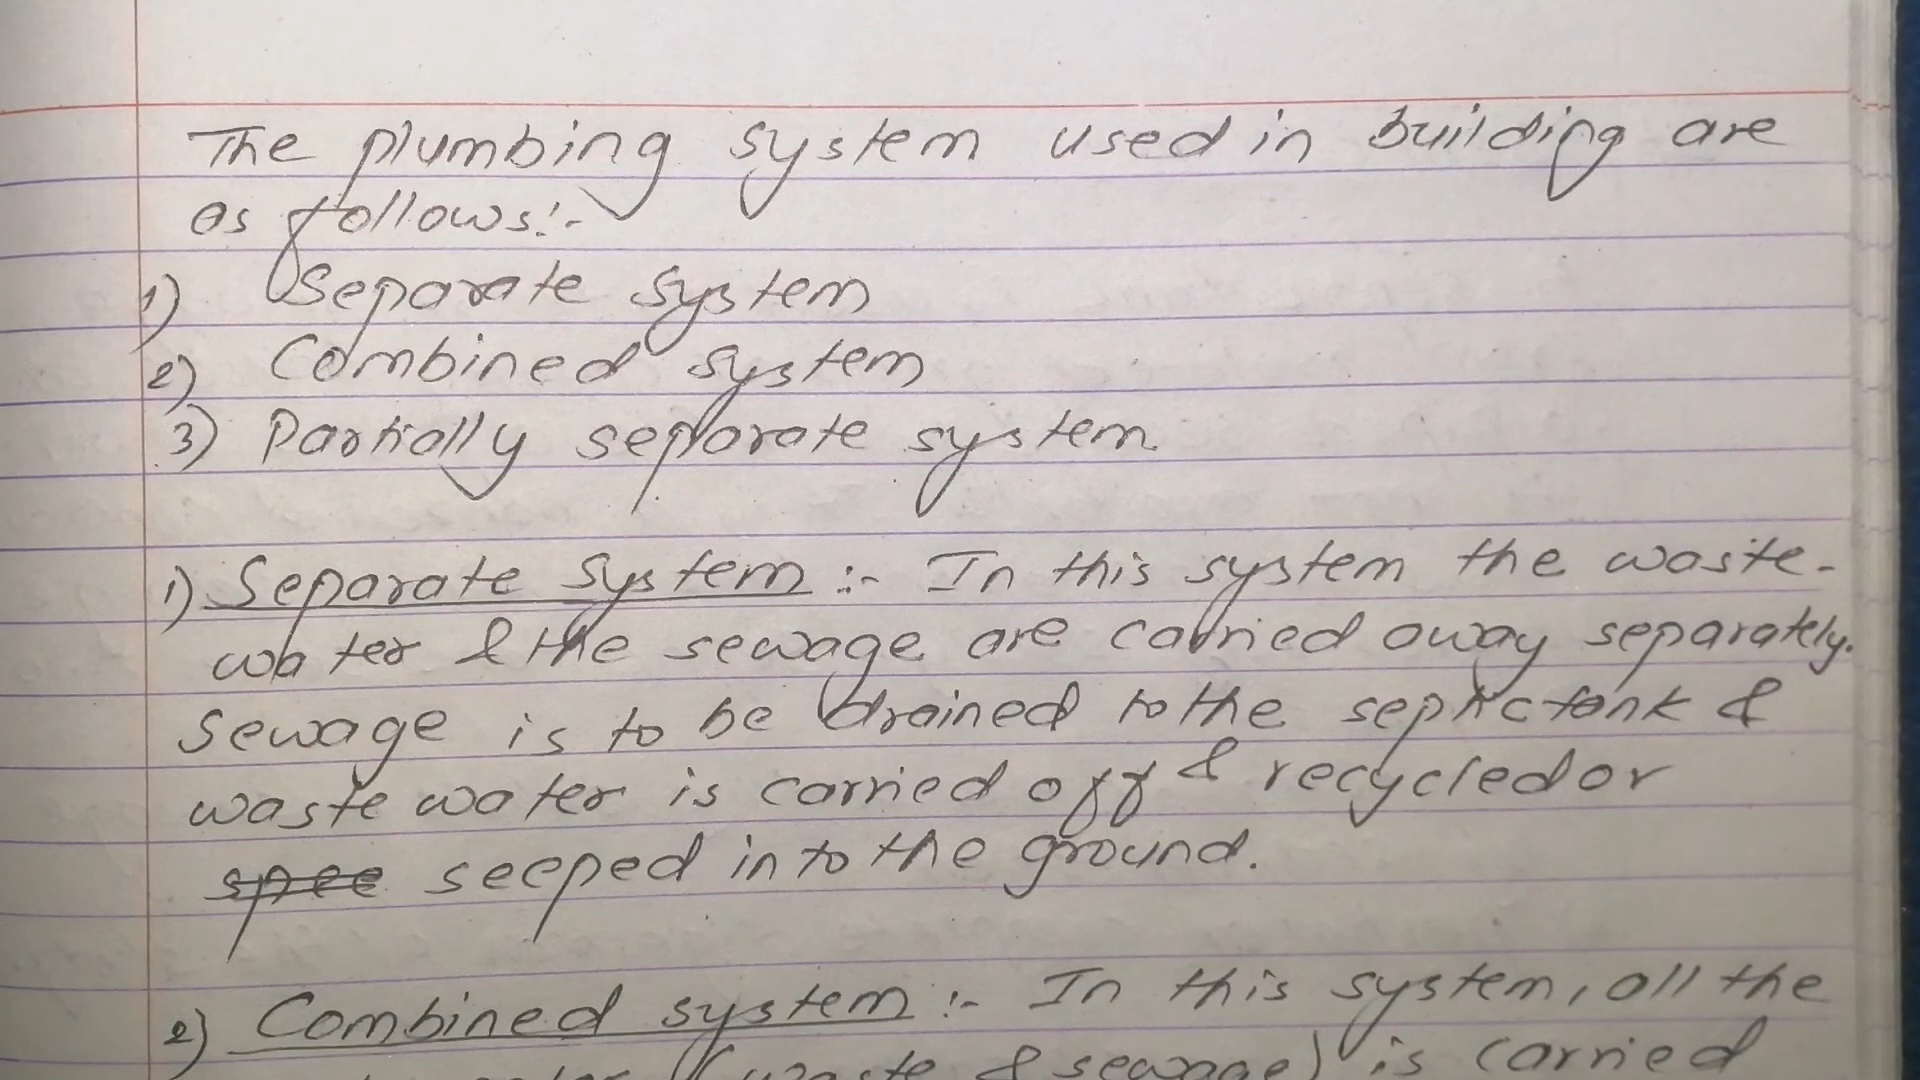 The plumbing system used in building are
as follows:-
1) Separate system
2) Combined system
3) Partially separate system.
1) Separate system :- In this system the waste-
water & the sewage are carried away separately.
Sewage is to be drained to the septic tank &
waste water is carried off & recycled or
spee seeped into the ground.
2) Combined system :- In this system, all the
(waste & sewage) is carried